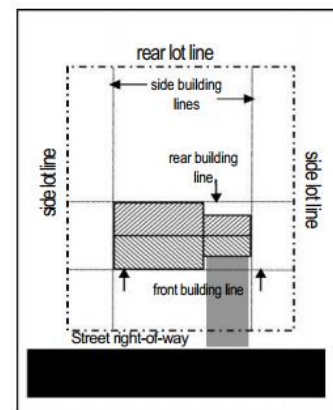 rear lot line
side building
lines
side lot line
side lot line
rear building
line
front building line
Street right-of-way